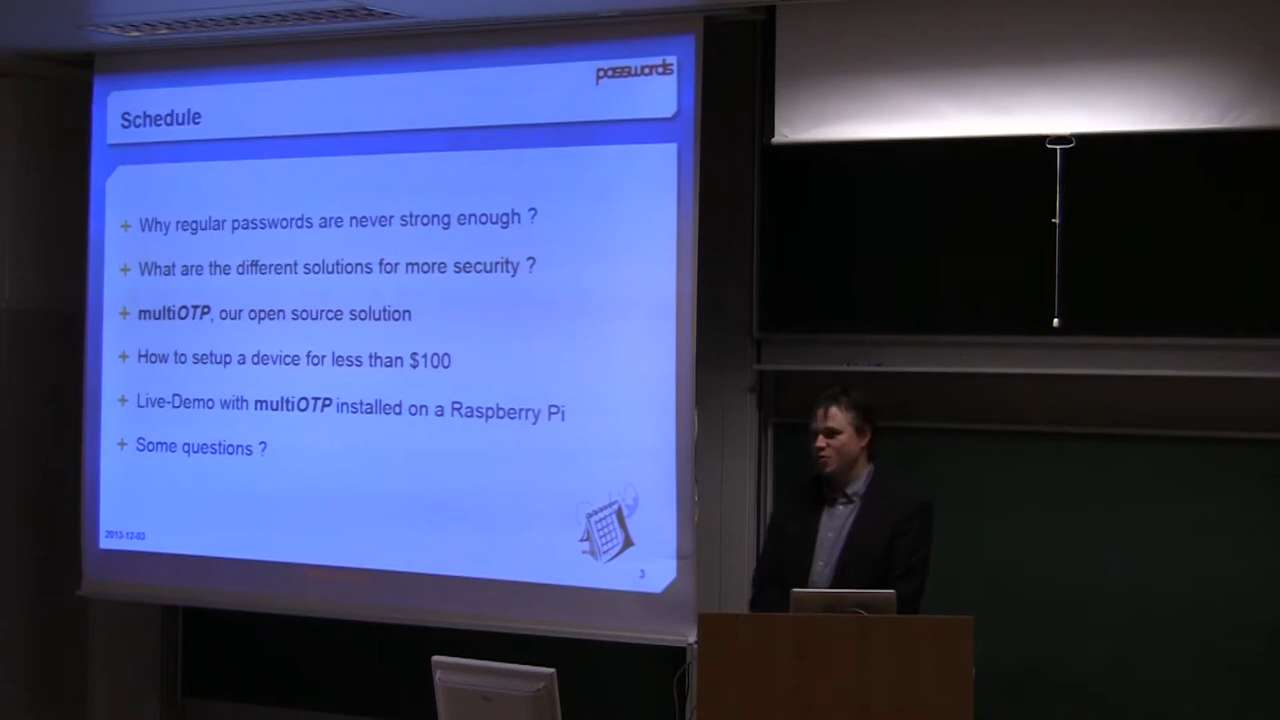 passwords
Schedule
Why regular passwords are never strong enough ?
What are the different solutions for more security ?
multiOTP, our open source solution
How to setup a device for less than $100
Live-Demo with multiOTP installed on a Raspberry Pi
Some questions ?
2013-12-03
3